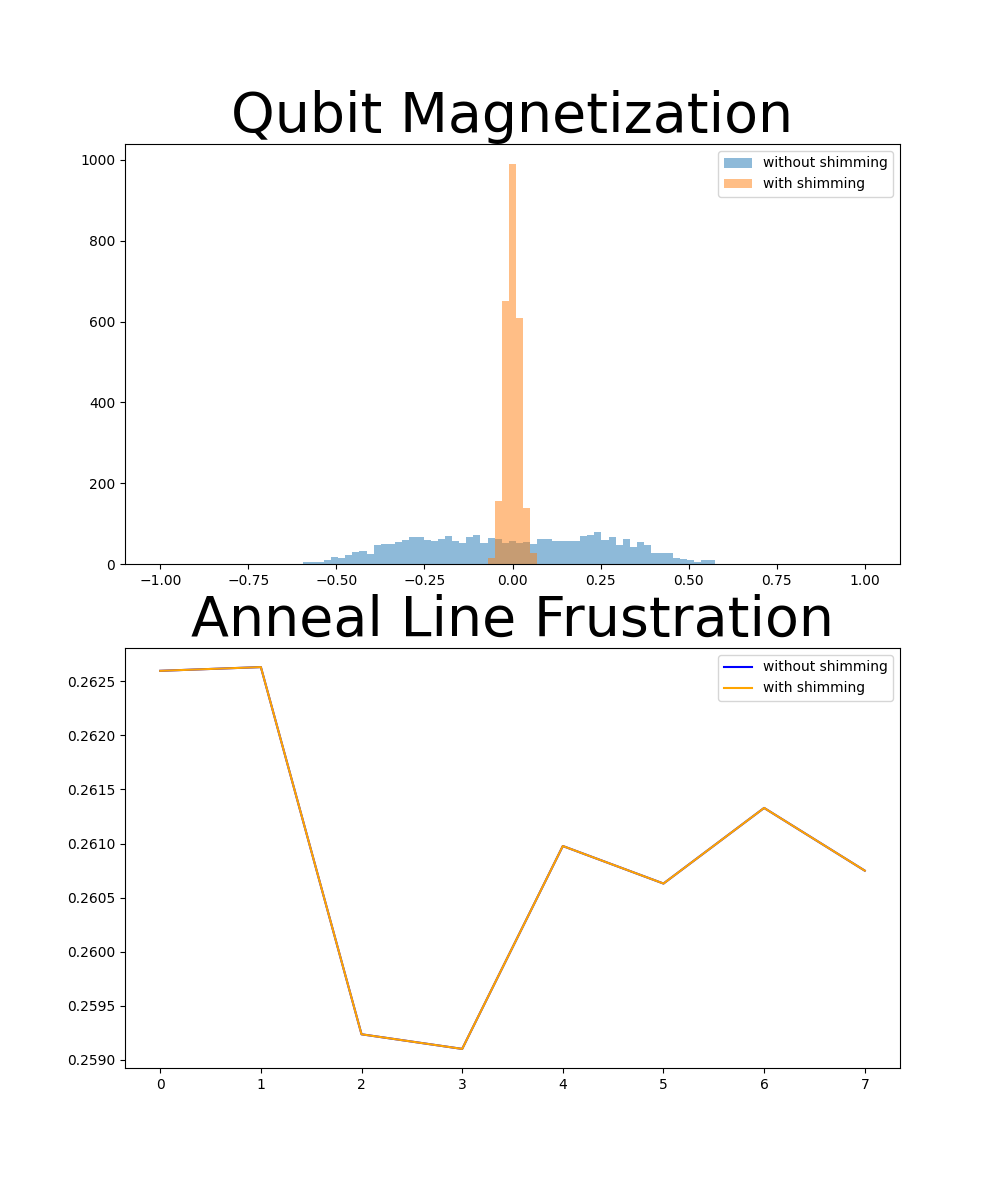 Qubit Magnetization
1000
800
600
400
200
0
without shimming
with shimming
−1.00 −0.75 −0.50 −0.25 0.00 0.25 0.50 0.75 1.00
Anneal Line Frustration
0.2625
0.2620
0.2615
0.2610
0.2605
0.2600
0.2595
0.2590
without shimming
with shimming
0 1 2 3 4 5 6 7